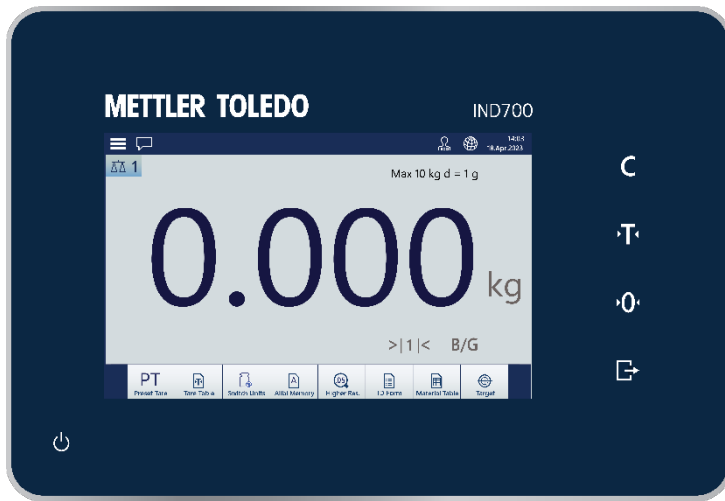 METTLER TOLEDO
IND700
14:03
18.Apr.2023
1
Max 10 kg d = 1 g
0.000 kg
>|1|< B/G
C
T
0
PT
Preset Tare
Tare Table
Switch Units
Alibi Memory
Higher Res.
ID Form
Material Table
Target